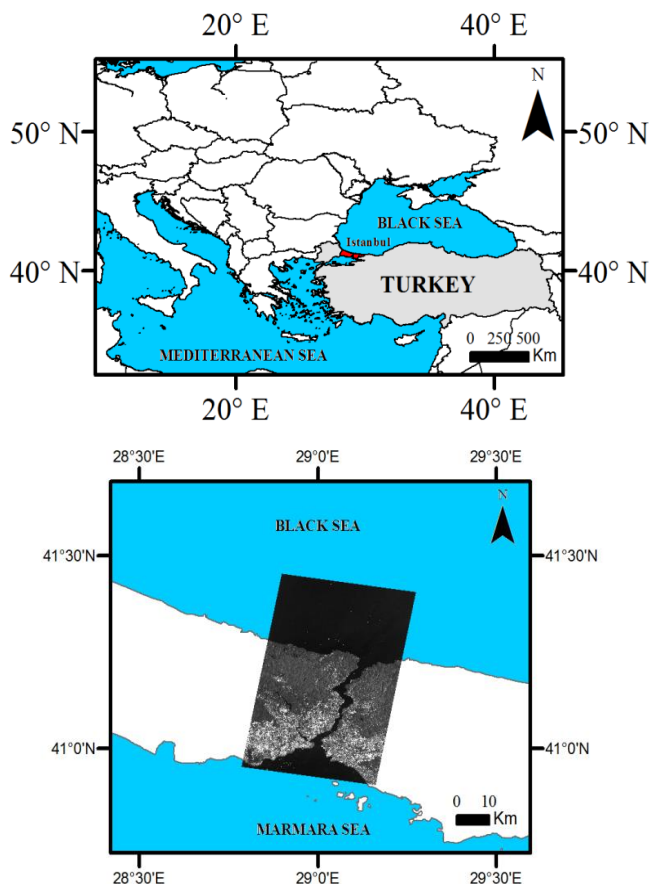 20° E 40° E
N
50° N 50° N
BLACK SEA
Istanbul
40° N 40° N
TURKEY
0 250 500
Km
MEDITERRANEAN SEA
20° E 40° E
28°30'E 29°0'E 29°30'E
N
BLACK SEA
41°30'N 41°30'N
41°0'N 41°0'N
0 10
Km
MARMARA SEA
28°30'E 29°0'E 29°30'E